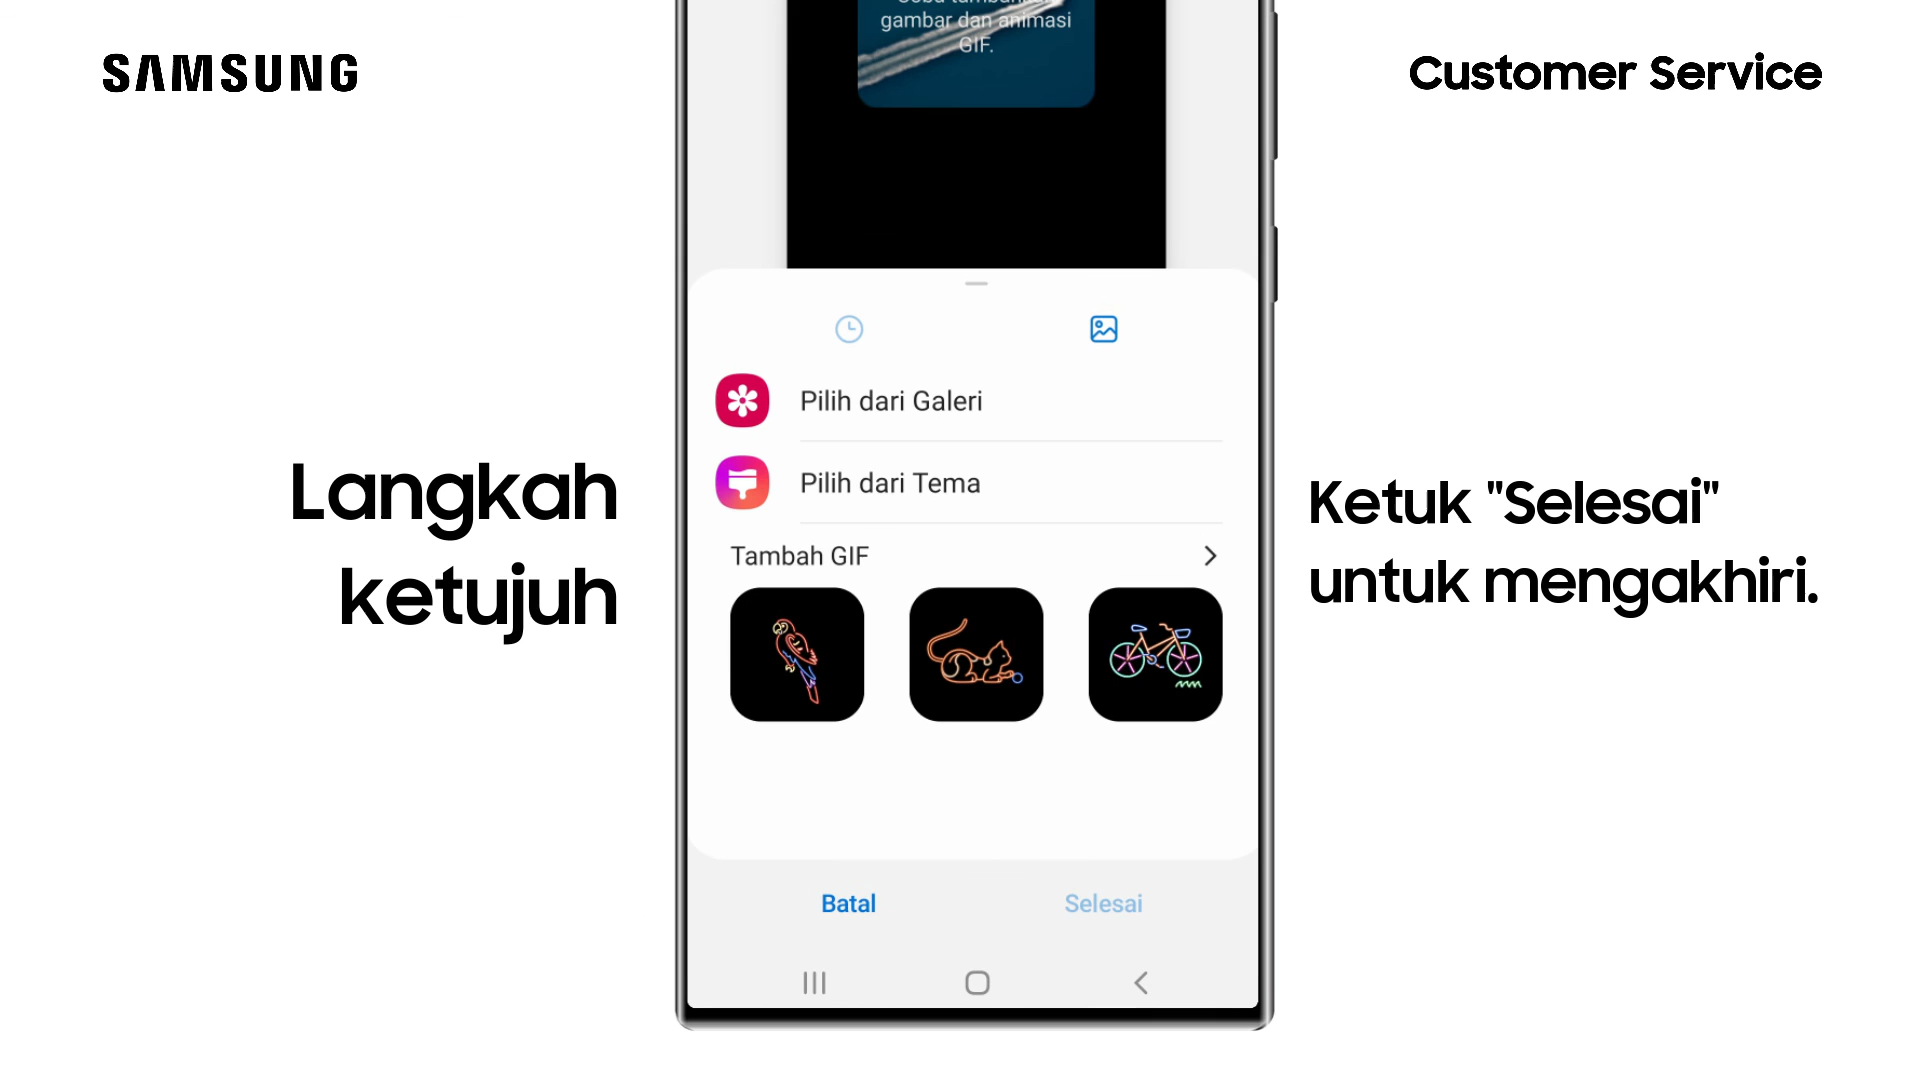 SAMSUNG
Customer Service
gambar dan animasi
GIF.
Pilih dari Galeri
Pilih dari Tema
Tambah GIF
Batal
Selesai
Langkah
ketujuh
Ketuk "Selesai"
untuk mengakhiri.